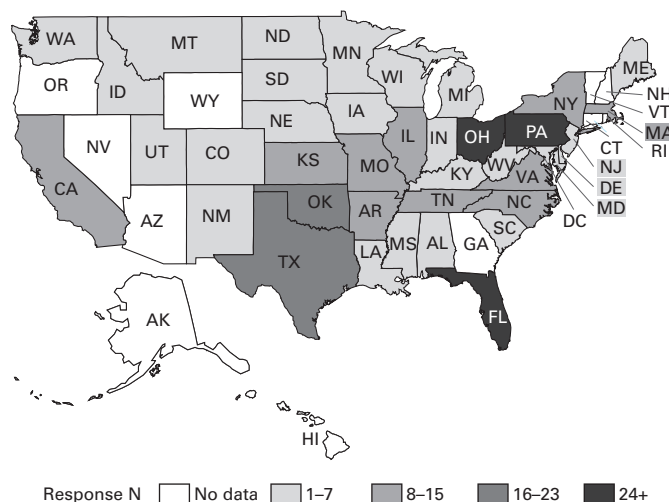 WA
MT
ND
MN
ME
OR
ID
SD
WI
MI
NY
NH
VT
MA
WY
IA
NE
IL
IN
OH
PA
CT
RI
NV
UT
CO
KS
MO
KY
WV
VA
NJ
DE
MD
CA
AZ
NM
OK
AR
TN
NC
DC
TX
LA
MS
AL
GA
SC
FL
AK
HI
Response N No data 1–7 8–15 16–23 24+